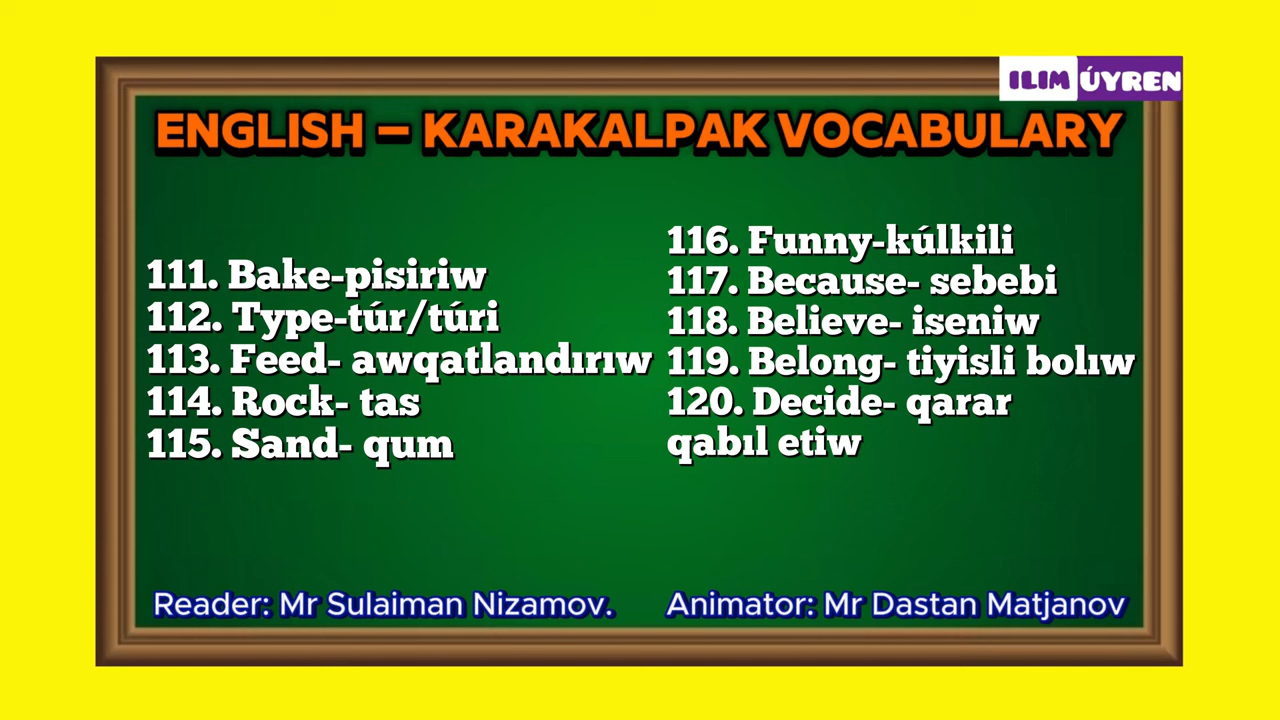 ILIM ÚYREN
ENGLISH – KARAKALPAK VOCABULARY
111. Bake-pisiriw
112. Type-túr/túri
113. Feed- awqatlandırıw
114. Rock- tas
115. Sand- qum
116. Funny-kúlkili
117. Because- sebebi
118. Believe- iseniw
119. Belong- tiyisli bolıw
120. Decide- qarar
qabıl etiw
Reader: Mr Sulaiman Nizamov.
Animator: Mr Dastan Matjanov